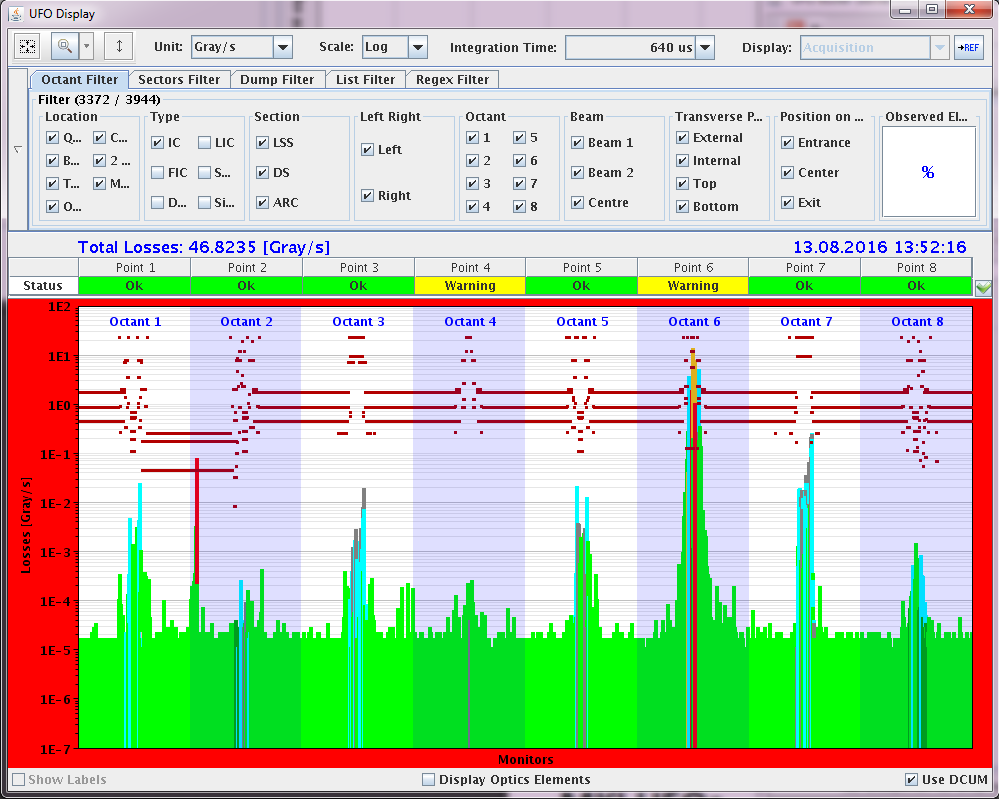 UFO Display
Unit: Gray/s Scale: Log Integration Time: 640 us Display: Acquisition →REF
Octant Filter Sectors Filter Dump Filter List Filter Regex Filter
Filter (3372 / 3944)
Location Type Section Left Right Octant Beam Transverse P... Position on ... Observed El...
Q... C... IC LIC LSS Left 1 5 Beam 1 External Entrance
B... 2 ... FIC S... DS Right 2 6 Beam 2 Internal Center %
T... M... D... Si... ARC 3 7 Centre Top Exit
O... 4 8 Bottom
Total Losses: 46.8235 [Gray/s] 13.08.2016 13:52:16
Point 1 Point 2 Point 3 Point 4 Point 5 Point 6 Point 7 Point 8
Status Ok Ok Ok Warning Ok Warning Ok Ok
Octant 1 Octant 2 Octant 3 Octant 4 Octant 5 Octant 6 Octant 7 Octant 8
1E2
1E1
1E0
1E-1
1E-2
1E-3
1E-4
1E-5
1E-6
1E-7
Losses [Gray/s]
Monitors
Show Labels Display Optics Elements Use DCUM